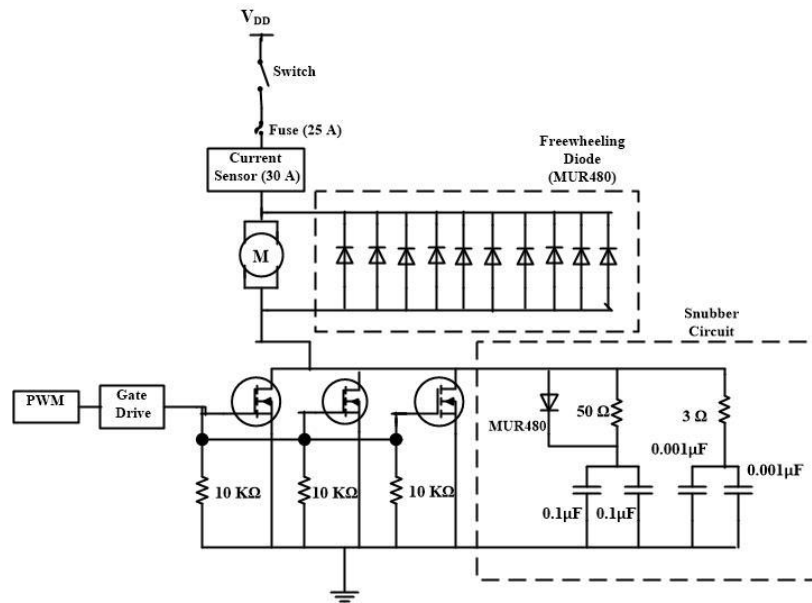 VDD
Switch
Fuse (25 A)
Current
Sensor (30 A)
Freewheeling
Diode
(MUR480)
M
Snubber
Circuit
PWM
Gate
Drive
MUR480
50 Ω
3 Ω
0.001μF
0.001μF
10 KΩ
10 KΩ
10 KΩ
0.1μF
0.1μF